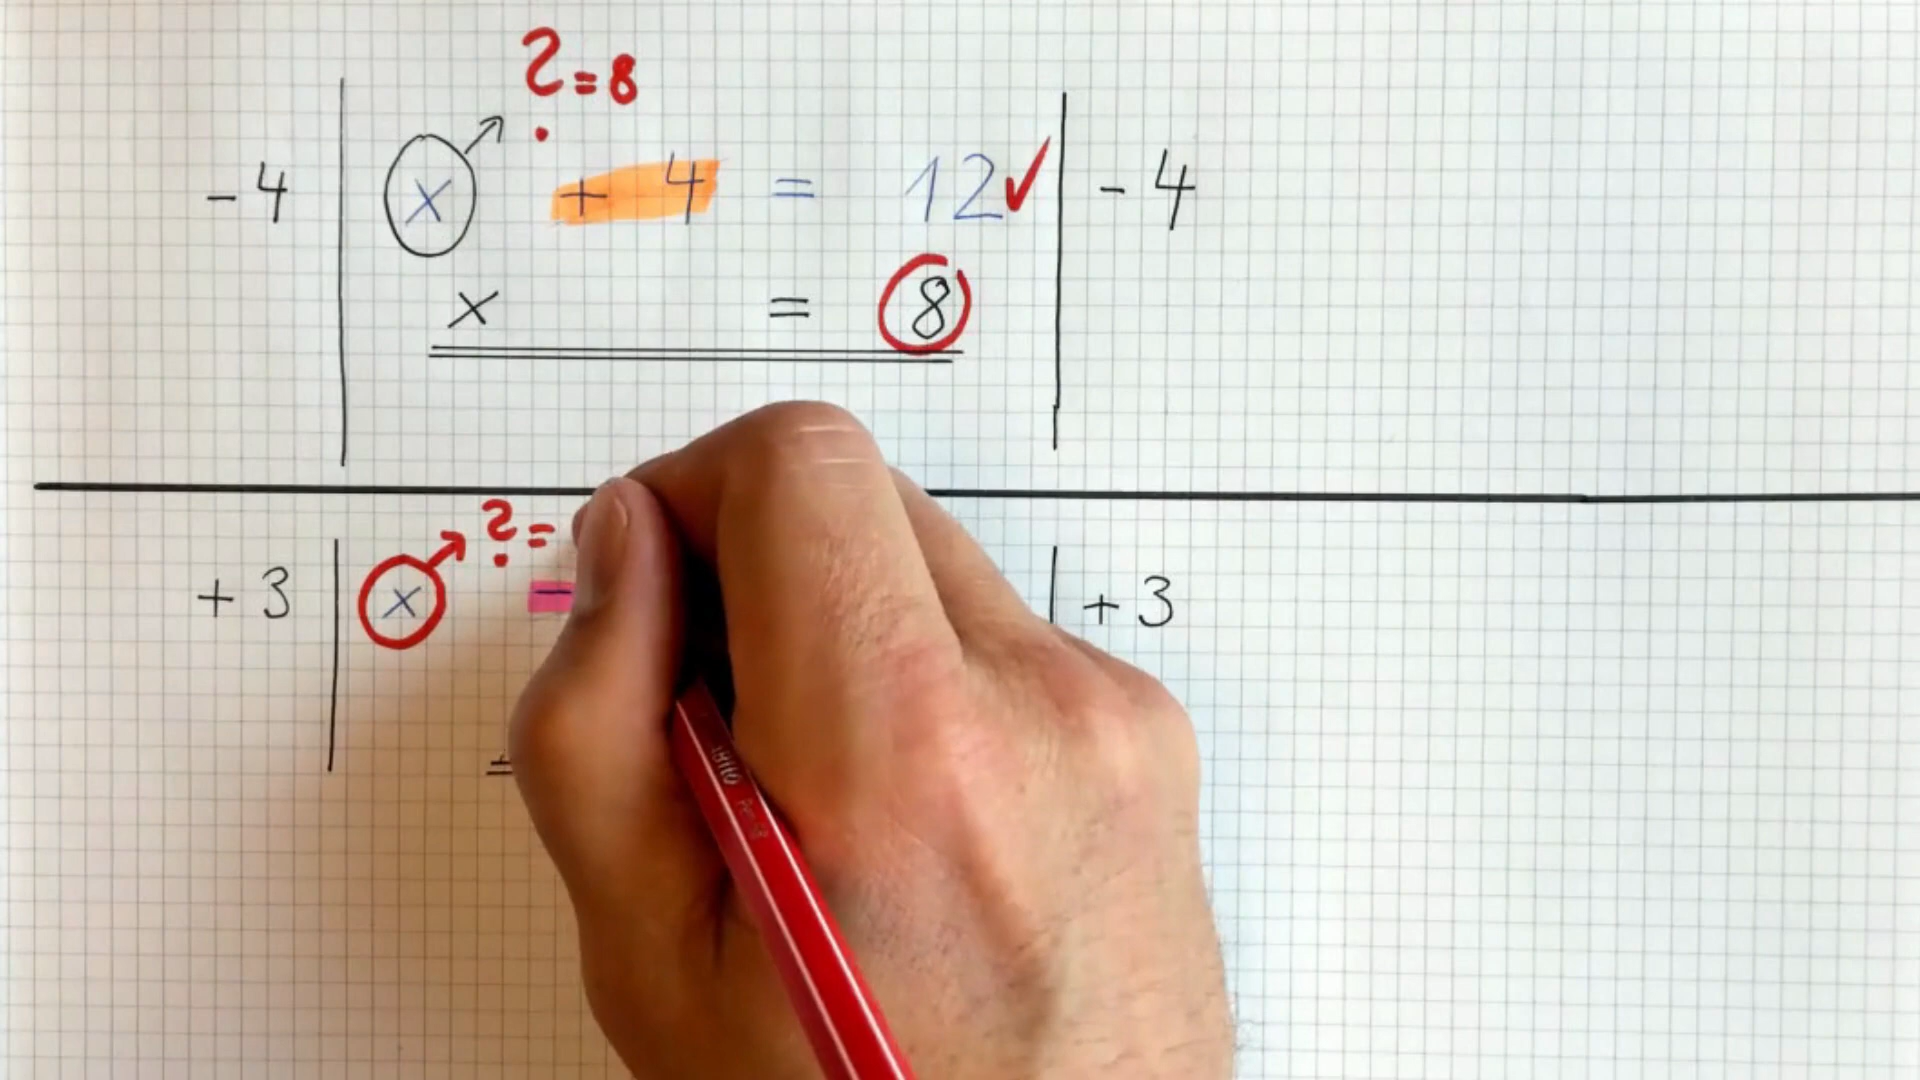 ? = 8
- 4 | x + 4 = 12 ✓ | - 4
x = 8
? =
+ 3 | x - | + 3